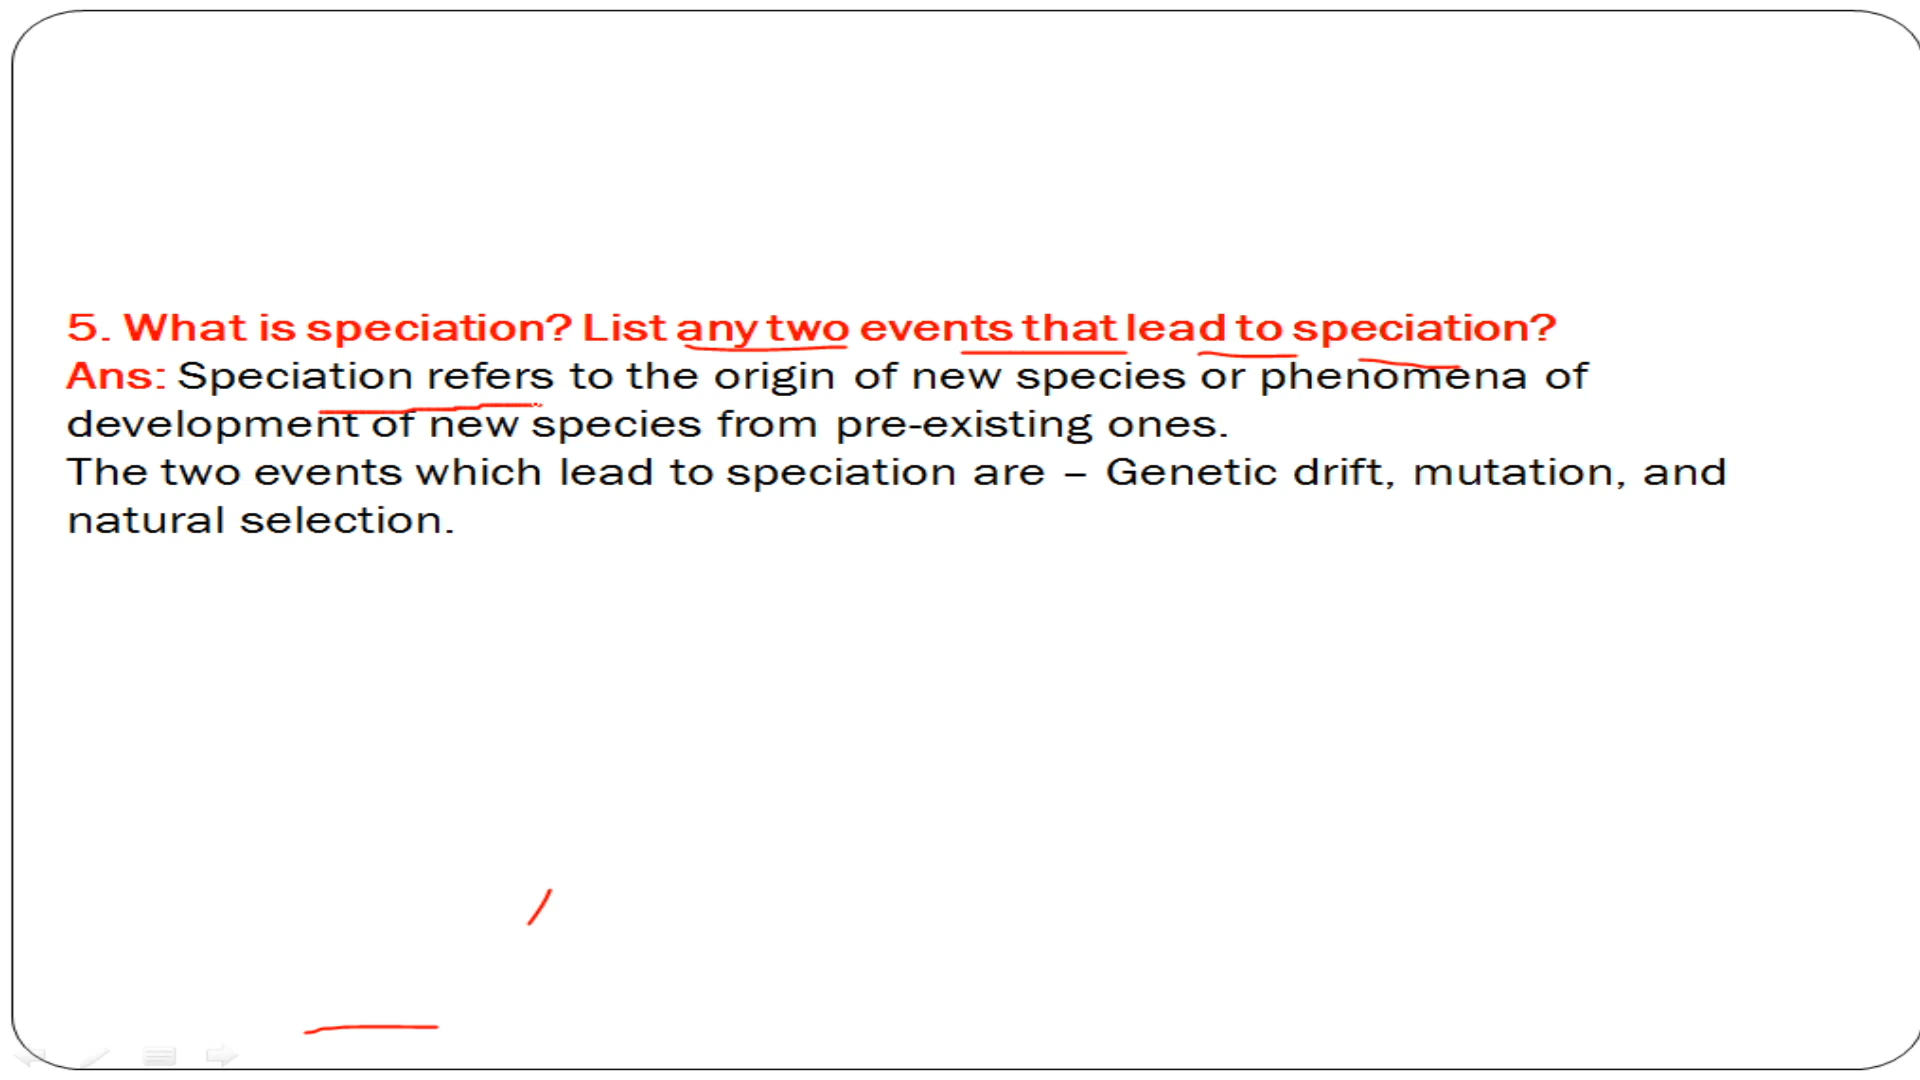 5. What is speciation? List any two events that lead to speciation?
Ans: Speciation refers to the origin of new species or phenomena of
development of new species from pre-existing ones.
The two events which lead to speciation are – Genetic drift, mutation, and
natural selection.